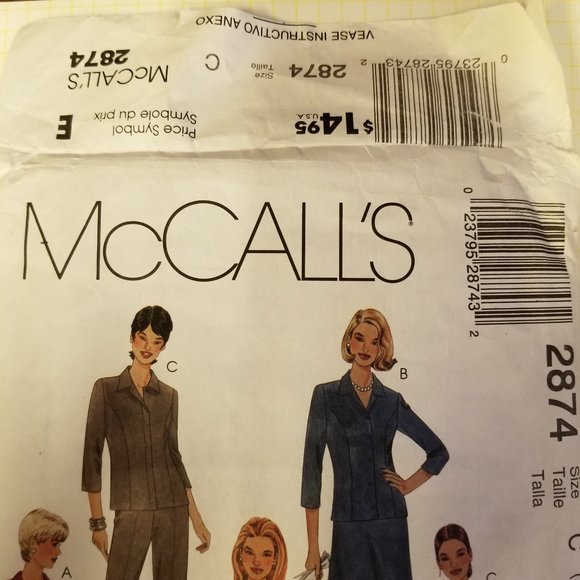 VEASE INSTRUCTIVO ANEXO
0 23795 28743 2
McCALL'S 2874
C
Size
Taille
2874
Price Symbol
Symbole du prix
E
$14.95
U.S.A.
McCALL'S®
0 23795 28743 2
C
B
2874
Size
Taille
Talla
C
A
C